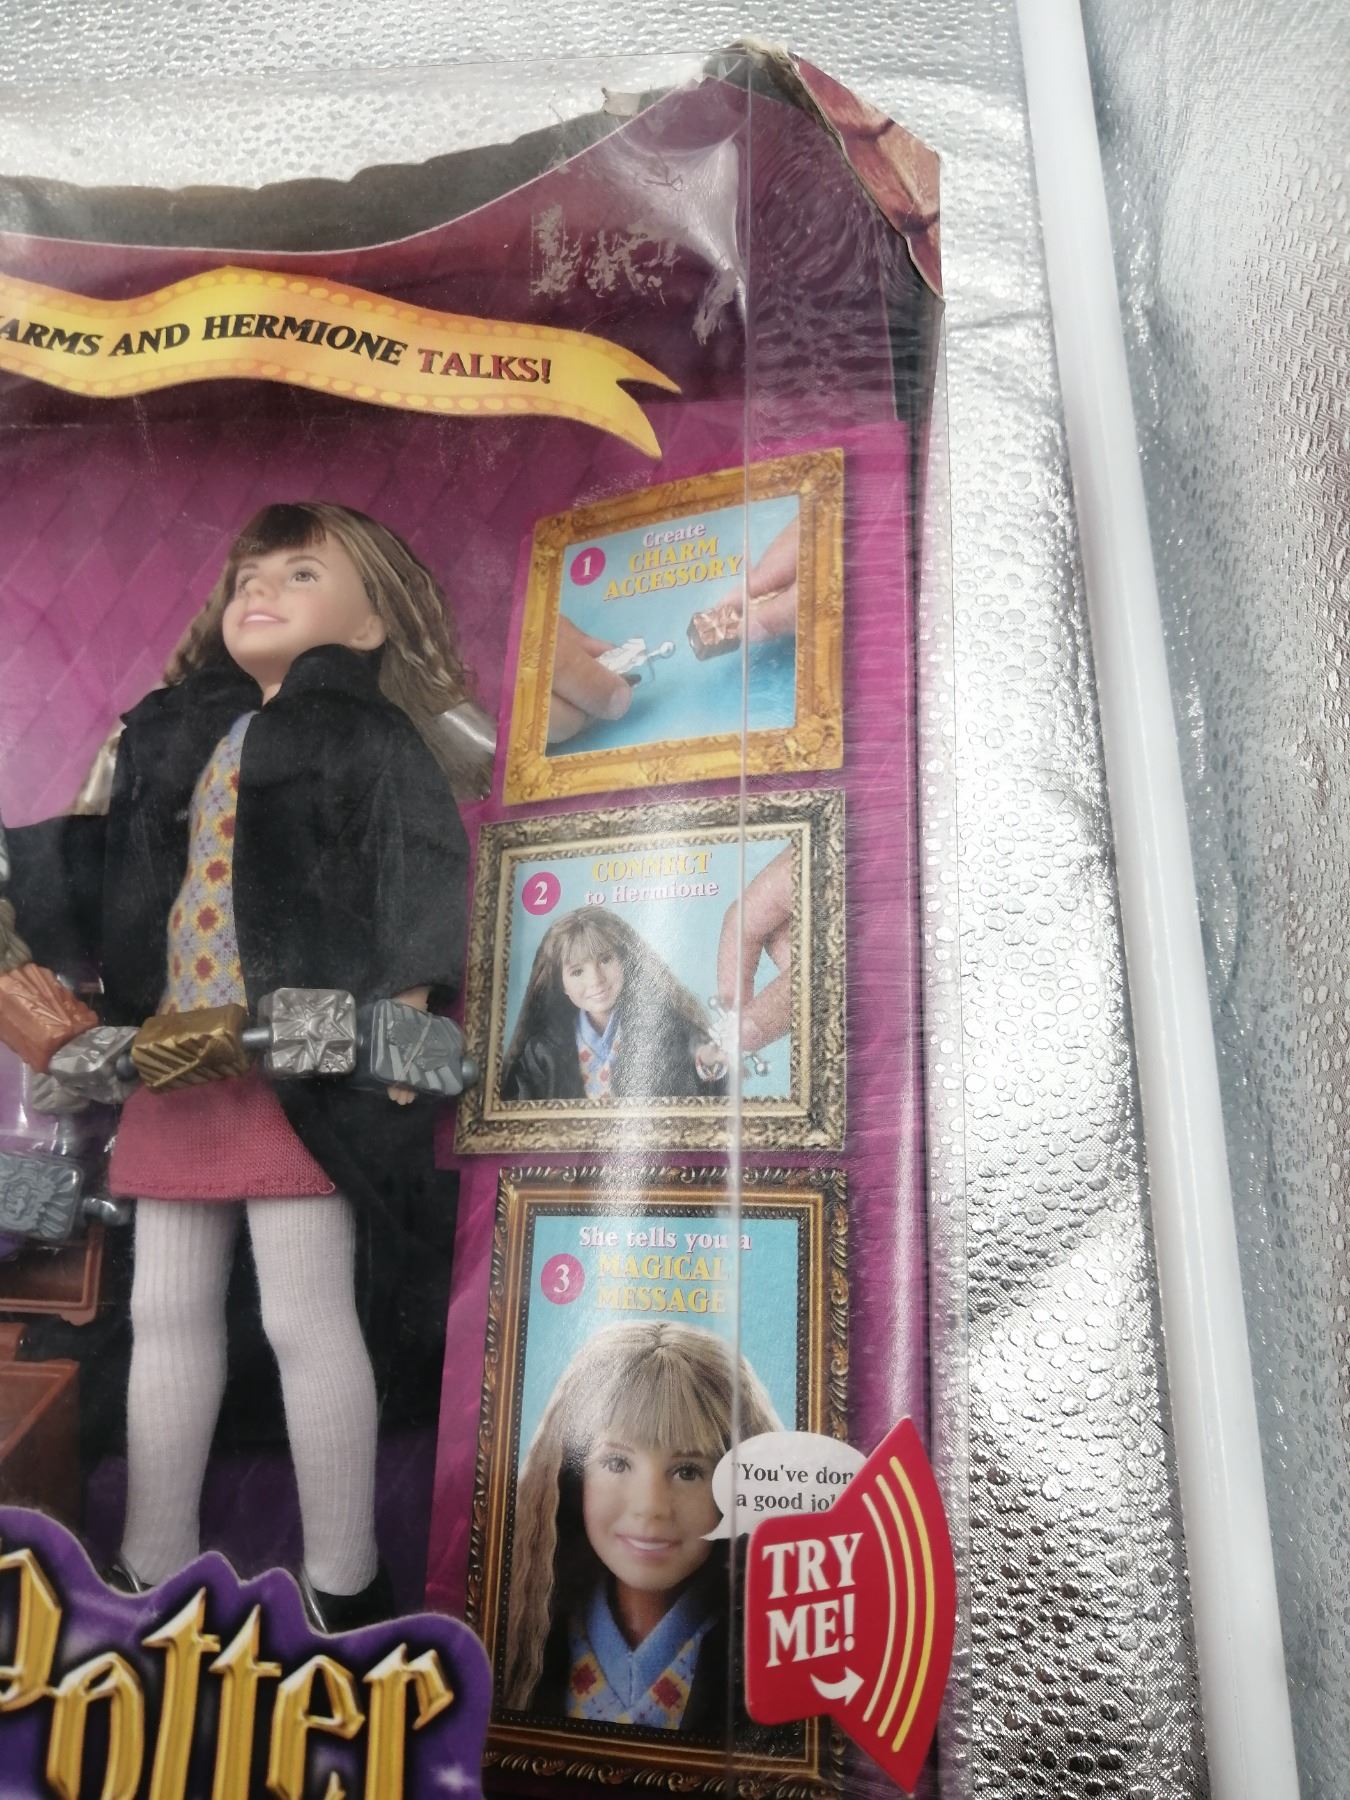 ARMS AND HERMIONE TALKS!
1
Create
CHARM
ACCESSORY
2
CONNECT
to Hermione
3
She tells you a
MAGICAL
MESSAGE
"You've don
a good jo
TRY
ME!
Potter